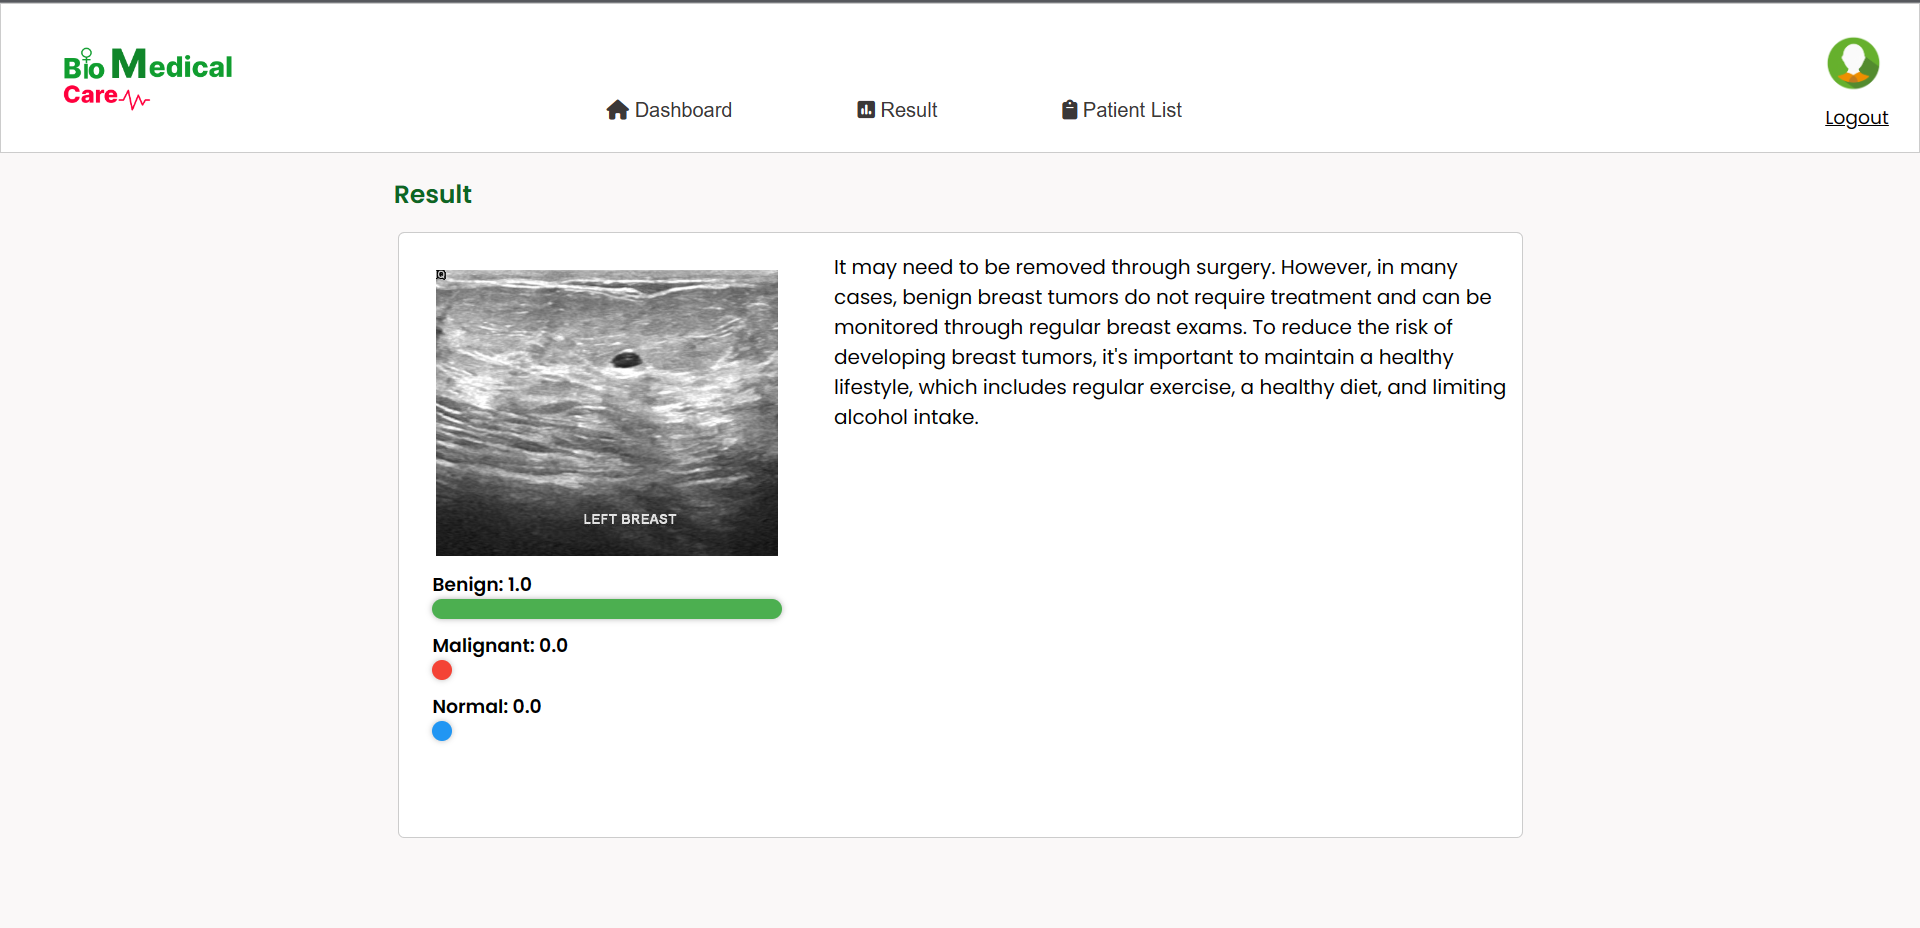 Bio Medical
Care
Dashboard
Result
Patient List
Logout
Result
It may need to be removed through surgery. However, in many
cases, benign breast tumors do not require treatment and can be
monitored through regular breast exams. To reduce the risk of
developing breast tumors, it's important to maintain a healthy
lifestyle, which includes regular exercise, a healthy diet, and limiting
alcohol intake.
LEFT BREAST
Benign: 1.0
Malignant: 0.0
Normal: 0.0